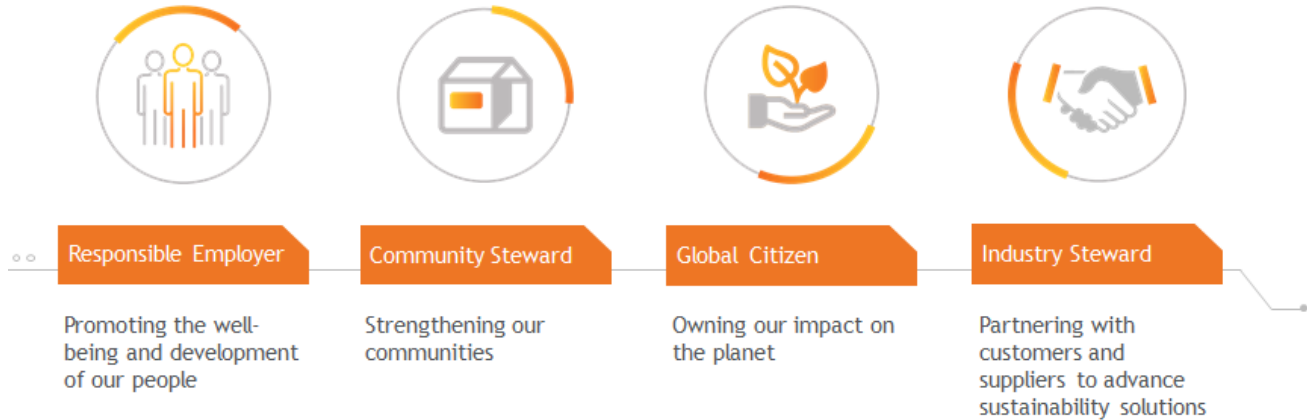 Responsible Employer
Promoting the well-
being and development
of our people
Community Steward
Strengthening our
communities
Global Citizen
Owning our impact on
the planet
Industry Steward
Partnering with
customers and
suppliers to advance
sustainability solutions